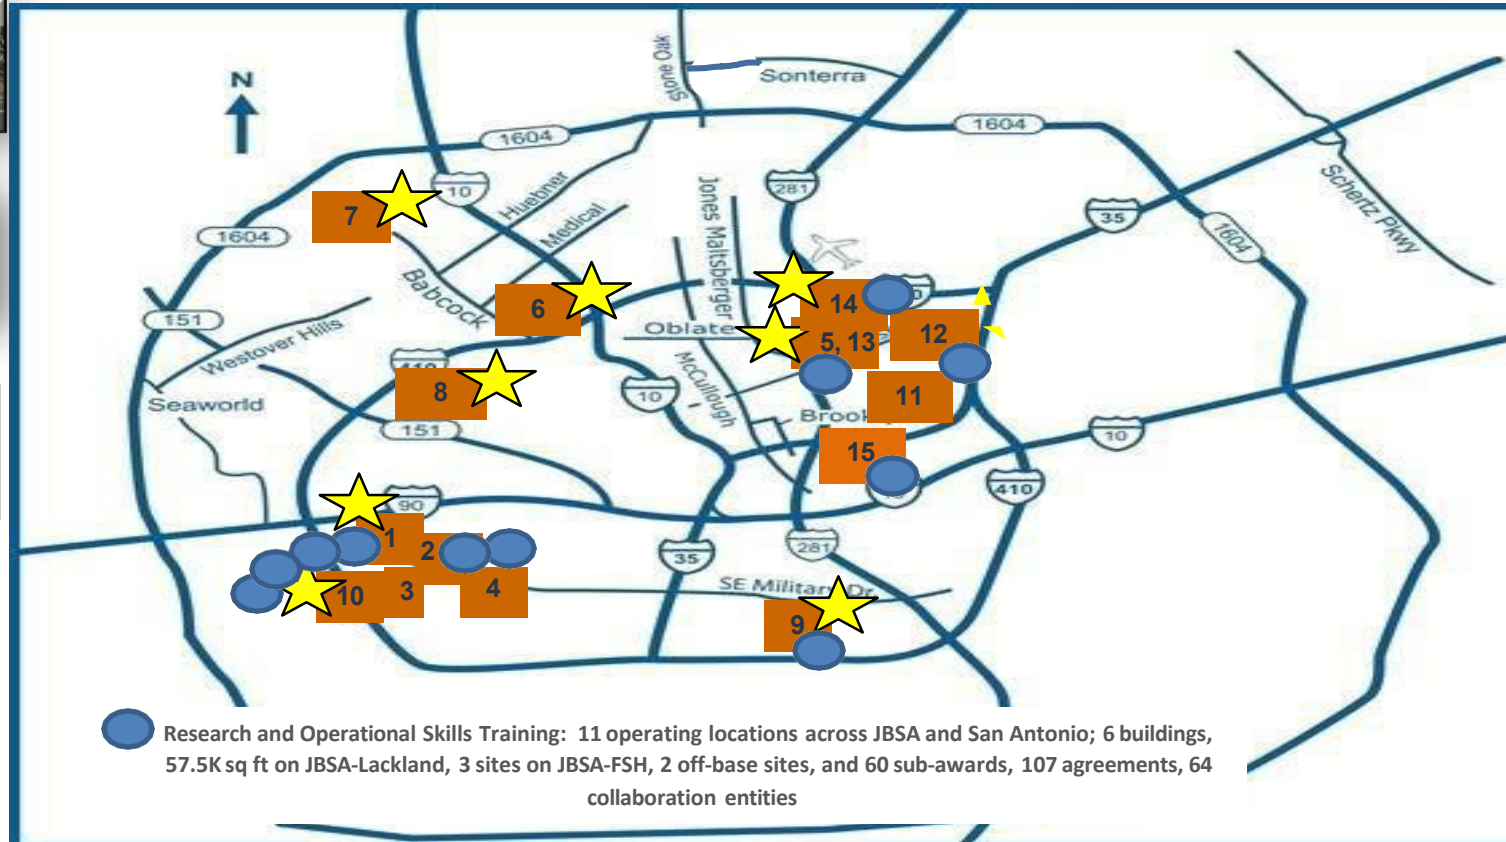 Stone Oak
Sonterra
N
1604
1604
10
Huebner
281
Jones Maltsberger
Schertz Pkwy
7
Medical
35
1604
1604
Babcock
6
14
151
Westover Hills
Oblate
5, 13
12
410
McCullough
8
10
11
Seaworld
151
Brook
10
15
90
410
1
2
35
281
10
3
4
SE Military Dr
9
Research and Operational Skills Training: 11 operating locations across JBSA and San Antonio; 6 buildings,
57.5K sq ft on JBSA-Lackland, 3 sites on JBSA-FSH, 2 off-base sites, and 60 sub-awards, 107 agreements, 64
collaboration entities